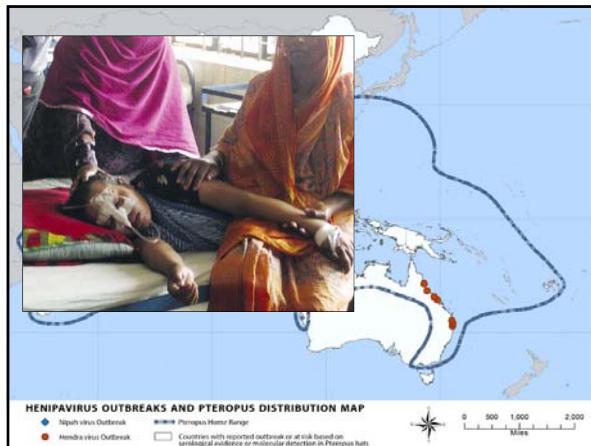 HENIPAVIRUS OUTBREAKS AND PTEROPUS DISTRIBUTION MAP
Nipah virus Outbreak
Hendra virus Outbreak
Pteropus Home Range
Countries with reported outbreak or at risk based on
serological evidence or molecular detection in Pteropus bats
0 500 1,000 2,000
Miles